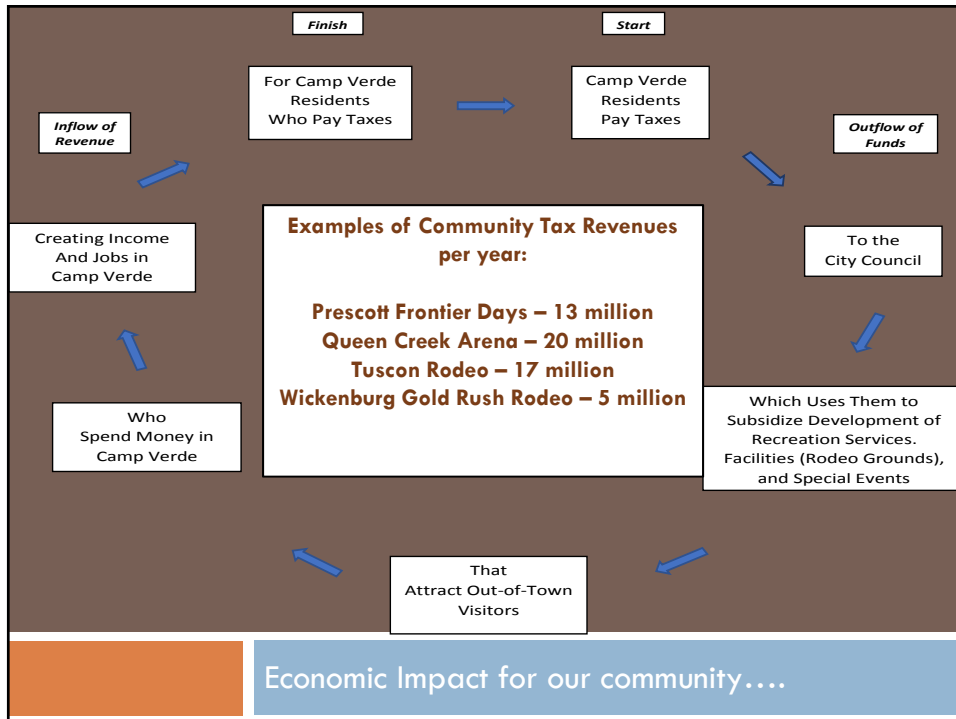 Finish
Start
For Camp Verde
Residents
Who Pay Taxes
Camp Verde
Residents
Pay Taxes
Inflow of
Revenue
Outflow of
Funds
Creating Income
And Jobs in
Camp Verde
Examples of Community Tax Revenues
per year:
Prescott Frontier Days – 13 million
Queen Creek Arena – 20 million
Tuscon Rodeo – 17 million
Wickenburg Gold Rush Rodeo – 5 million
To the
City Council
Who
Spend Money in
Camp Verde
Which Uses Them to
Subsidize Development of
Recreation Services.
Facilities (Rodeo Grounds),
and Special Events
That
Attract Out-of-Town
Visitors
Economic Impact for our community….